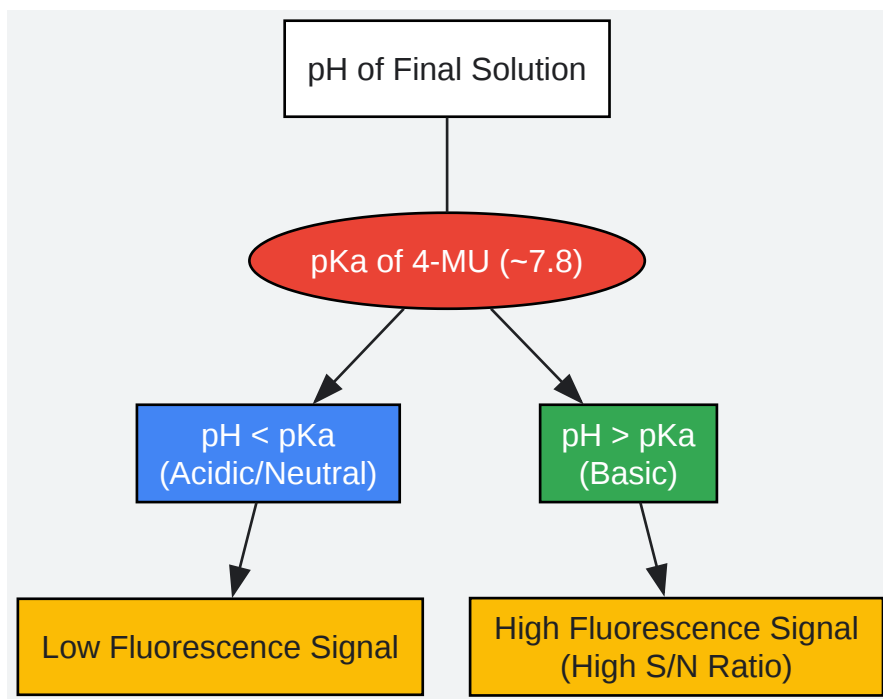 pH of Final Solution
pKa of 4-MU (~7.8)
pH < pKa
(Acidic/Neutral)
pH > pKa
(Basic)
Low Fluorescence Signal
High Fluorescence Signal
(High S/N Ratio)